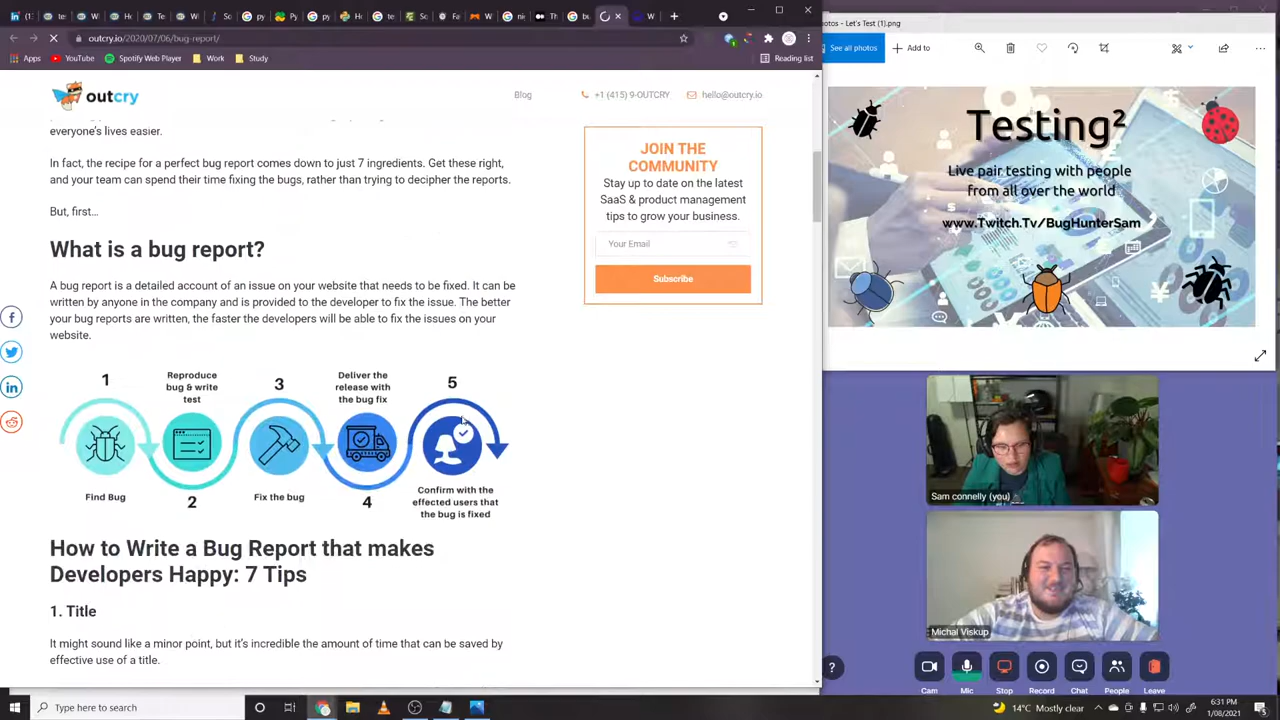 outcry.io/2020/07/06/bug-report/
Apps
YouTube
Spotify Web Player
Work
Study
Reading list
outcry
Blog
+1 (415) 9-OUTCRY
hello@outcry.io
everyone's lives easier.
In fact, the recipe for a perfect bug report comes down to just 7 ingredients. Get these right,
and your team can spend their time fixing the bugs, rather than trying to decipher the reports.
But, first…
What is a bug report?
A bug report is a detailed account of an issue on your website that needs to be fixed. It can be
written by anyone in the company and is provided to the developer to fix the issue. The better
your bug reports are written, the faster the developers will be able to fix the issues on your
website.
1
Find Bug
Reproduce
bug & write
test
2
3
Fix the bug
Deliver the
release with
the bug fix
4
5
Confirm with the
effected users that
the bug is fixed
How to Write a Bug Report that makes
Developers Happy: 7 Tips
1. Title
It might sound like a minor point, but it's incredible the amount of time that can be saved by
effective use of a title.
JOIN THE
COMMUNITY
Stay up to date on the latest
SaaS & product management
tips to grow your business.
Your Email
Subscribe
otos - Let's Test (1).png
See all photos
Add to
Testing²
Live pair testing with people
from all over the world
www.Twitch.Tv/BugHunterSam
Sam connelly (you)
Michal Viskup
?
Cam
Mic
Stop
Record
Chat
People
Leave
Type here to search
14°C Mostly clear
6:31 PM
1/08/2021